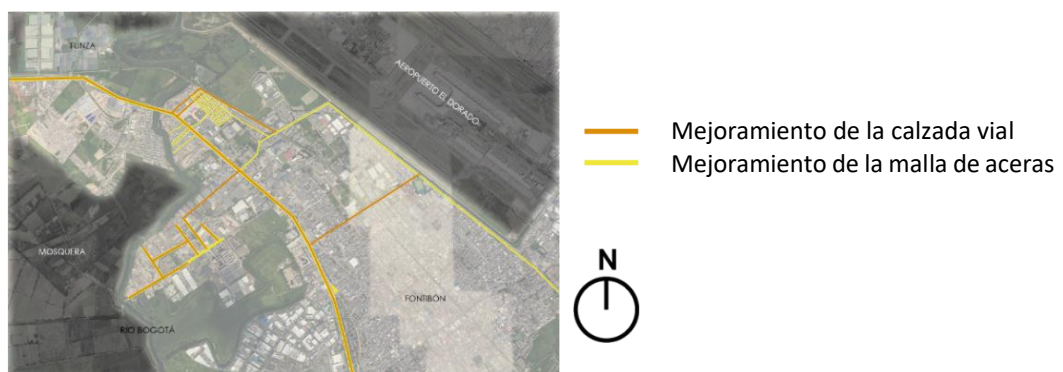 FUNZA
AEROPUERTO EL DORADO
Mejoramiento de la calzada vial
Mejoramiento de la malla de aceras
MOSQUERA
N
FONTIBÓN
RIO BOGOTÁ